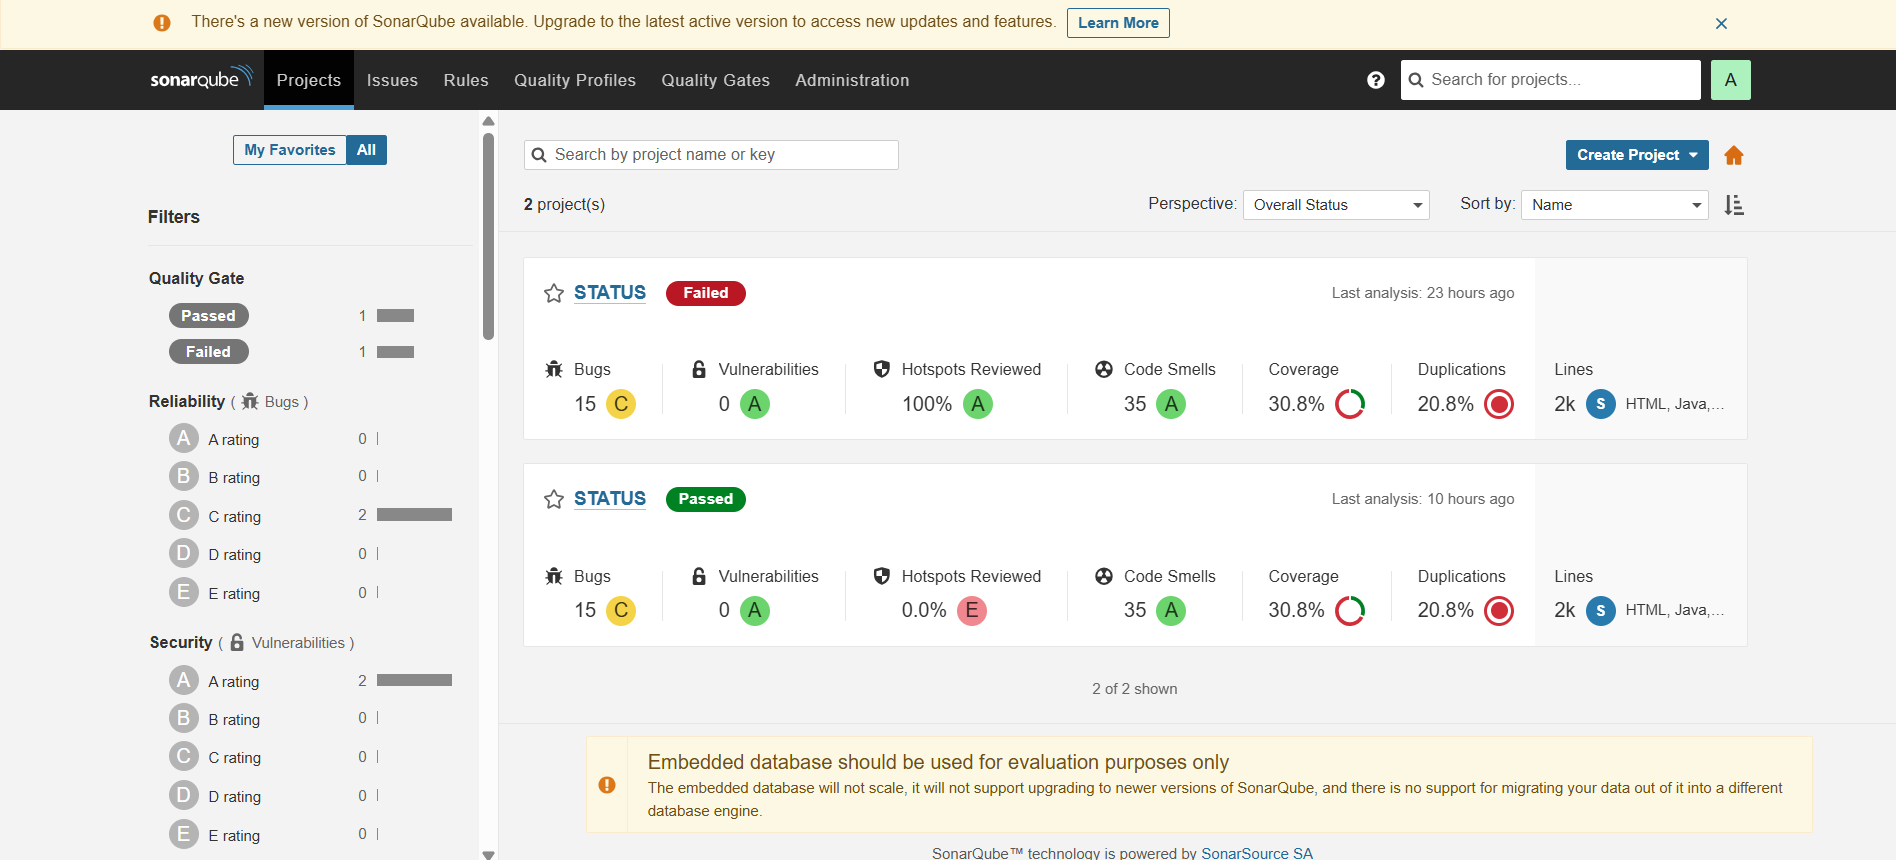 There's a new version of SonarQube available. Upgrade to the latest active version to access new updates and features. Learn More
sonarqube Projects Issues Rules Quality Profiles Quality Gates Administration Search for projects... A
My Favorites All
Filters
Quality Gate
Passed 1
Failed 1
Reliability ( Bugs )
A A rating 0
B B rating 0
C C rating 2
D D rating 0
E E rating 0
Security ( Vulnerabilities )
A A rating 2
B B rating 0
C C rating 0
D D rating 0
E E rating 0
Search by project name or key Create Project
2 project(s) Perspective: Overall Status Sort by: Name
STATUS Failed Last analysis: 23 hours ago
Bugs Vulnerabilities Hotspots Reviewed Code Smells Coverage Duplications Lines
15 C 0 A 100% A 35 A 30.8% 20.8% 2k S HTML, Java,...
STATUS Passed Last analysis: 10 hours ago
Bugs Vulnerabilities Hotspots Reviewed Code Smells Coverage Duplications Lines
15 C 0 A 0.0% E 35 A 30.8% 20.8% 2k S HTML, Java,...
2 of 2 shown
Embedded database should be used for evaluation purposes only
The embedded database will not scale, it will not support upgrading to newer versions of SonarQube, and there is no support for migrating your data out of it into a different
database engine.
SonarQube™ technology is powered by SonarSource SA